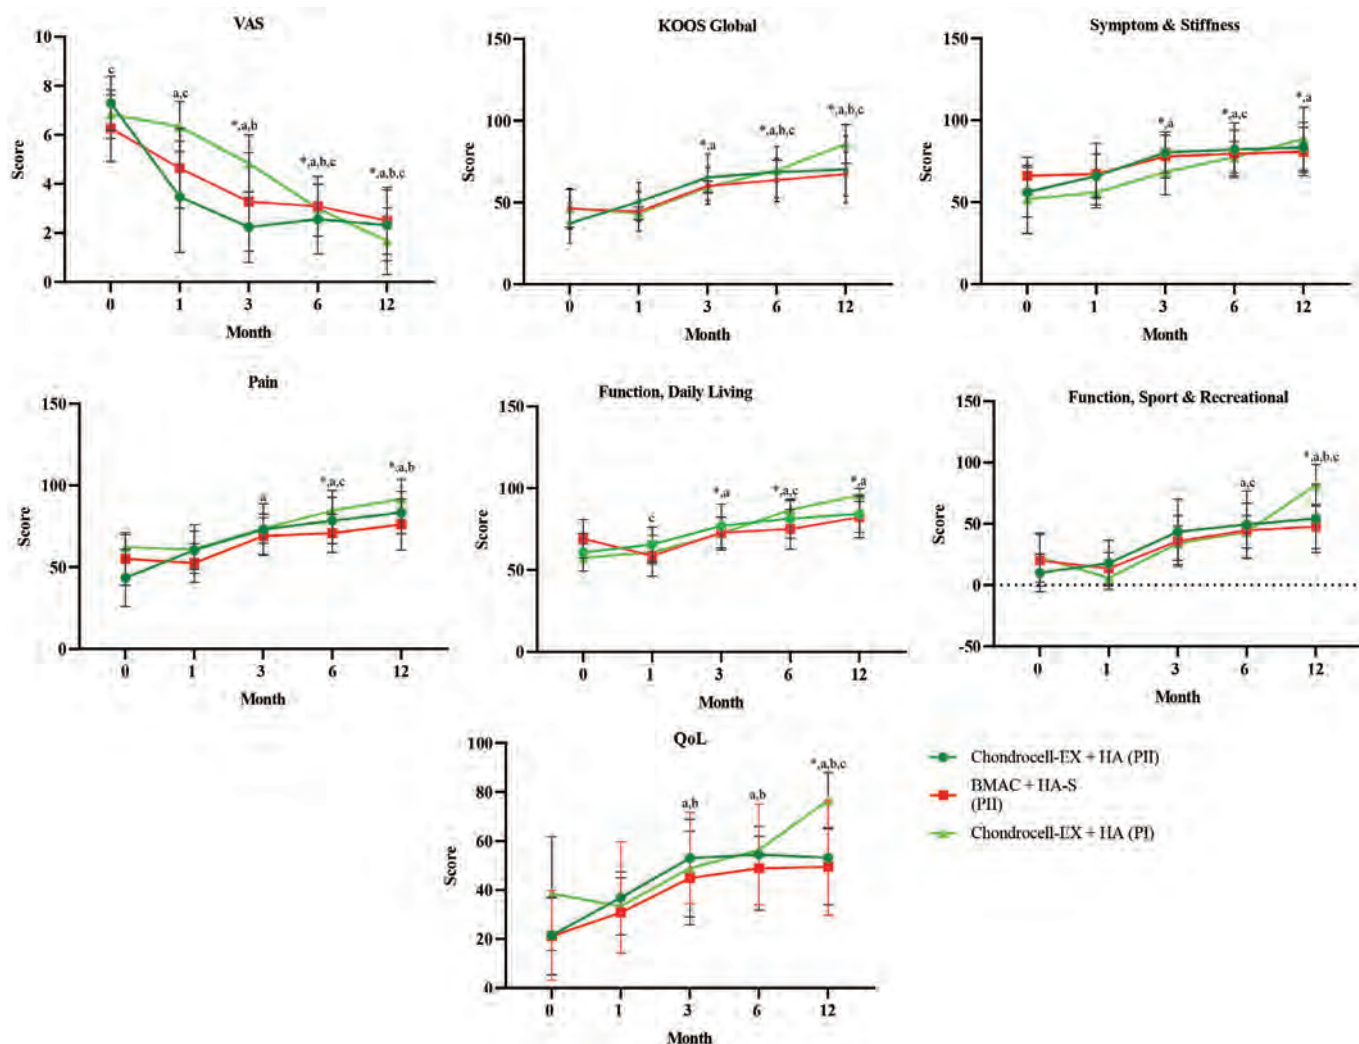 VAS
10
8
6
4
2
0
Score
c
a,c
*,a,b
*,a,b,c
*,a,b,c
0 1 3 6 12
Month
KOOS Global
150
100
50
0
Score
*,a
*,a,b,c
*,a,b,c
0 1 3 6 12
Month
Symptom & Stiffness
150
100
50
0
Score
*,a
*,a,c
*,a
0 1 3 6 12
Month
Pain
150
100
50
0
Score
a
*,a,c
*,a,b
0 1 3 6 12
Month
Function, Daily Living
150
100
50
0
Score
c
*,a
*,a,c
*,a
0 1 3 6 12
Month
Function, Sport & Recreational
150
100
50
0
-50
Score
a,c
*,a,b,c
0 1 3 6 12
Month
QoL
100
80
60
40
20
0
Score
a,b
a,b
*,a,b,c
0 1 3 6 12
Month
Chondrocell-EX + HA (PII)
BMAC + HA-S
(PII)
Chondrocell-EX + HA (PI)